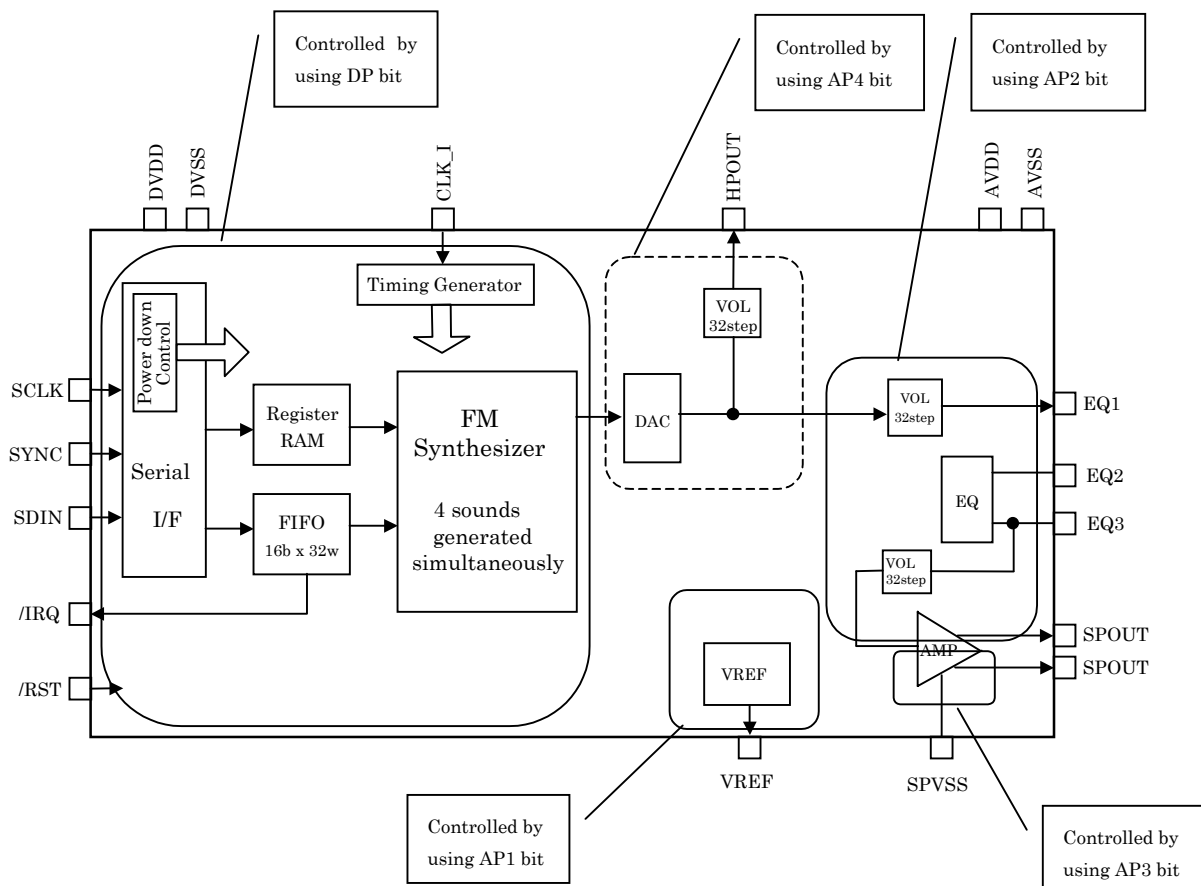 Controlled by
using DP bit
Controlled by
using AP4 bit
Controlled by
using AP2 bit
DVDD
DVSS
CLK_I
HPOUT
AVDD
AVSS
Timing Generator
Power down
Control
VOL
32step
SCLK
SYNC
SDIN
/IRQ
/RST
Serial
I/F
Register
RAM
FIFO
16b x 32w
FM
Synthesizer
4 sounds
generated
simultaneously
DAC
VOL
32step
EQ1
EQ
EQ2
EQ3
VOL
32step
AMP
SPOUT
SPOUT
VREF
VREF
SPVSS
Controlled by
using AP1 bit
Controlled by
using AP3 bit